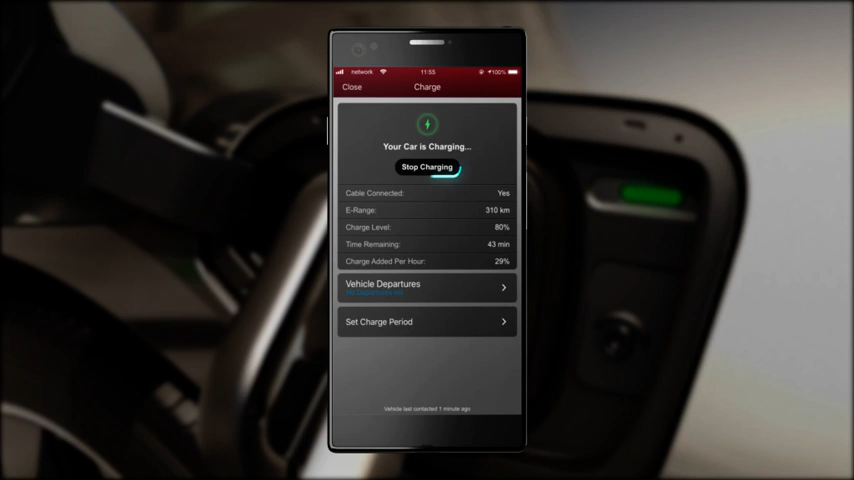 network 11:55 100%
Close Charge
Your Car is Charging...
Stop Charging
Cable Connected: Yes
E-Range: 310 km
Charge Level: 80%
Time Remaining: 43 min
Charge Added Per Hour: 29%
Vehicle Departures
Set Charge Period
Vehicle last contacted 1 minute ago